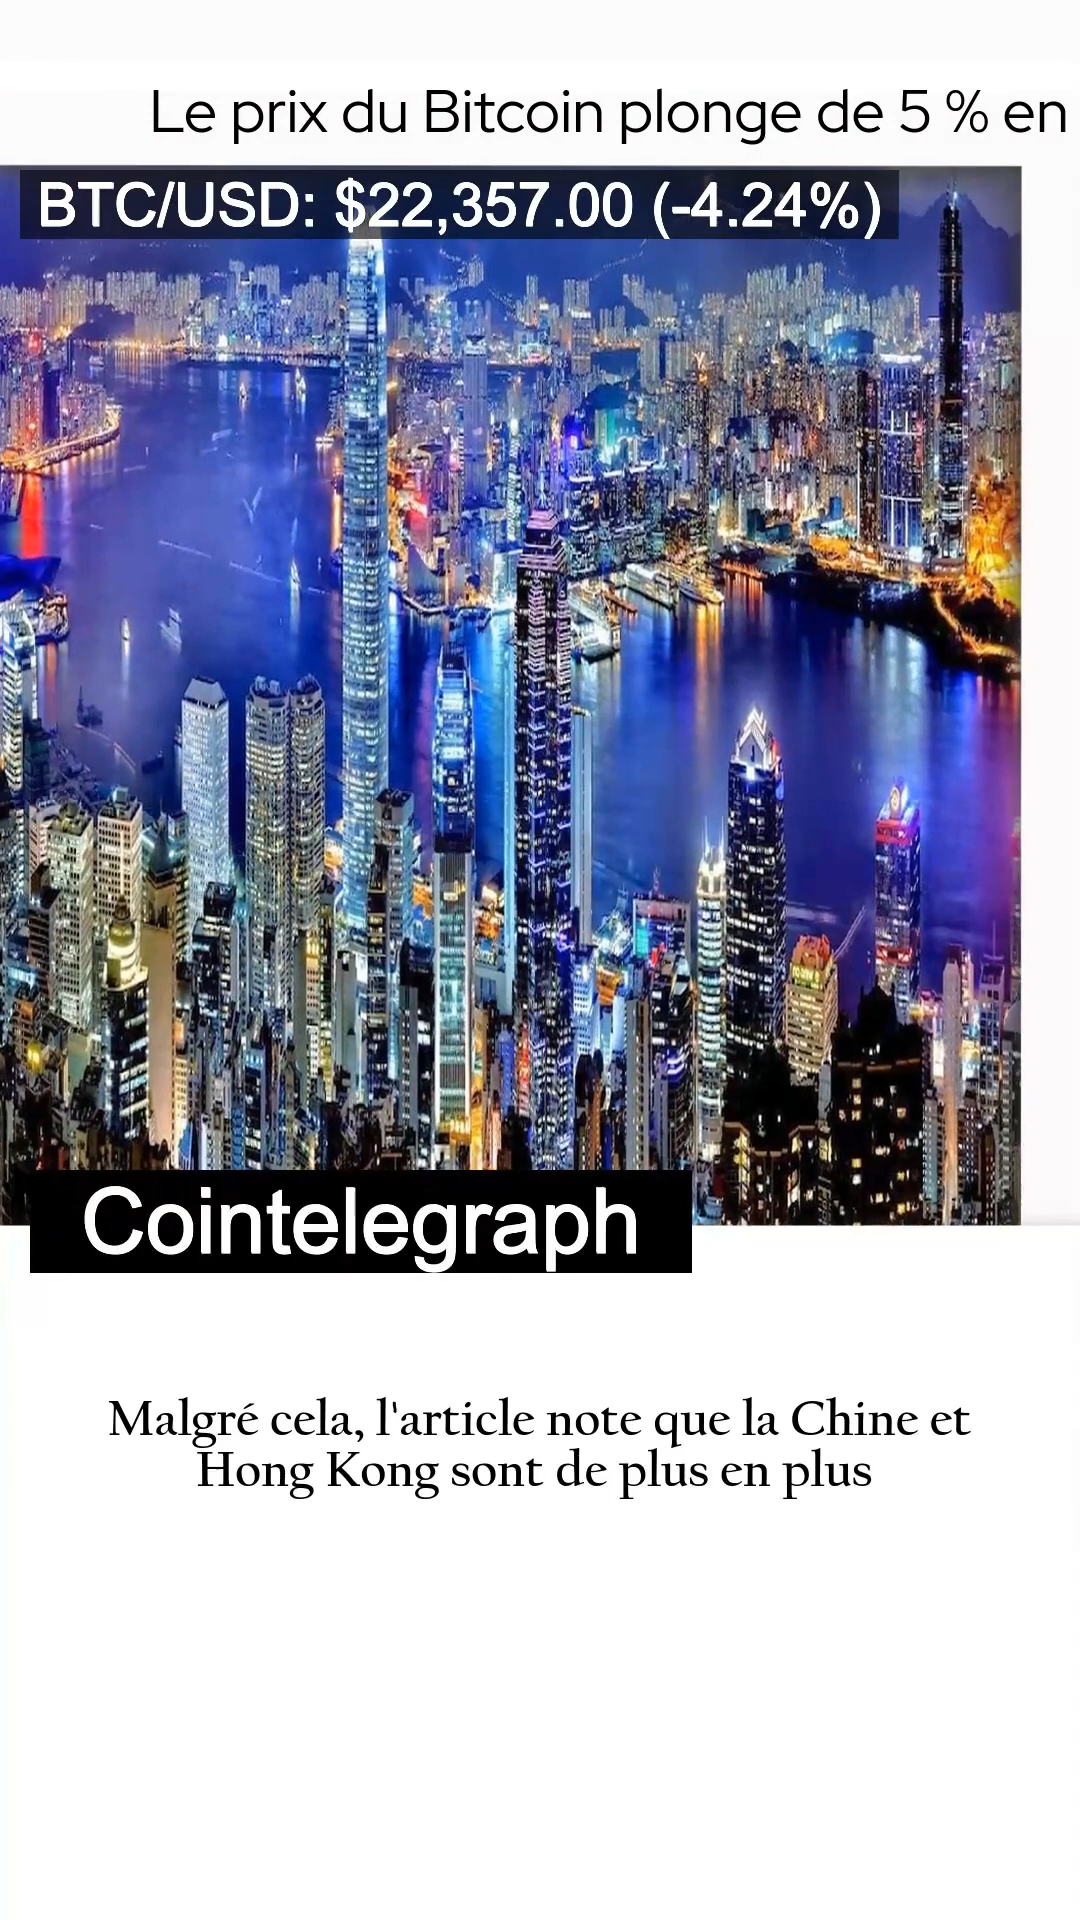 Le prix du Bitcoin plonge de 5 % en
BTC/USD: $22,357.00 (-4.24%)
Cointelegraph
Malgré cela, l'article note que la Chine et
Hong Kong sont de plus en plus